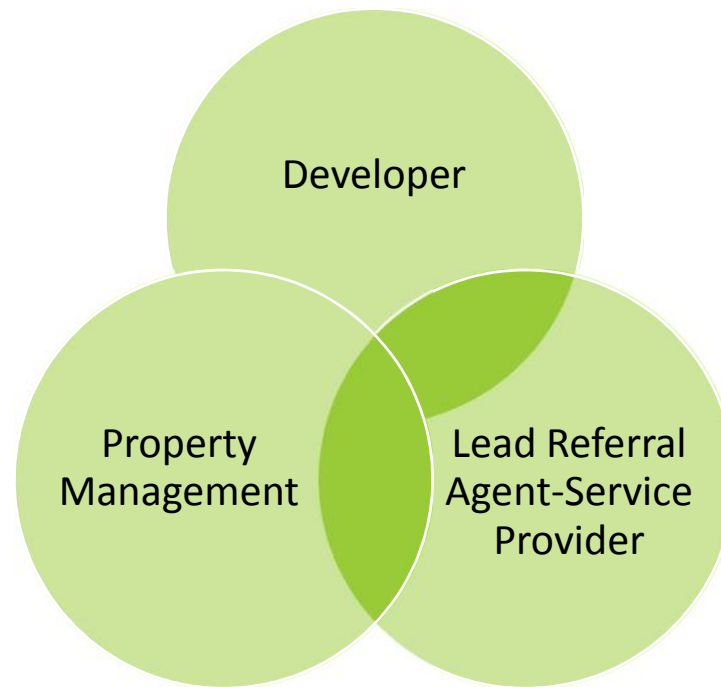 Developer
Property
Management
Lead Referral
Agent-Service
Provider